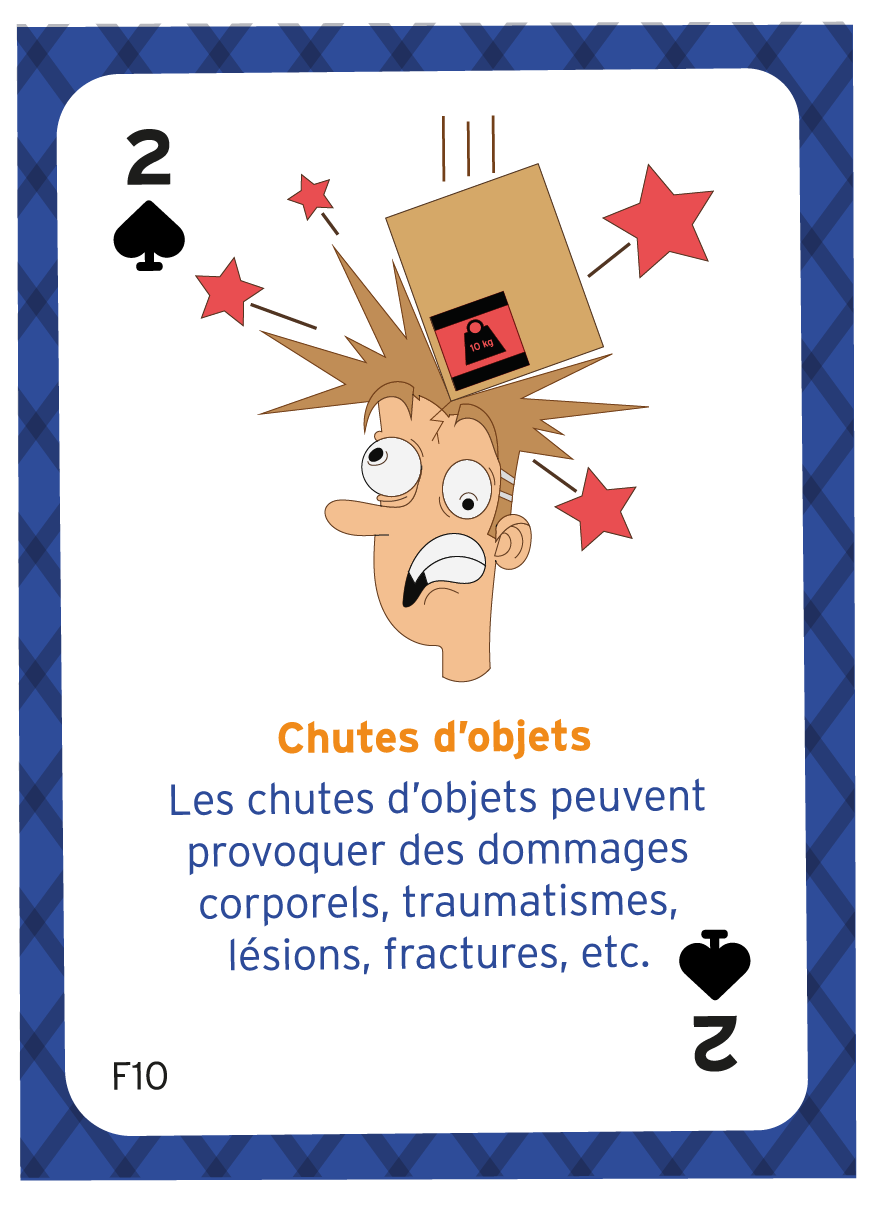 2
10 kg
Chutes d'objets
Les chutes d'objets peuvent
provoquer des dommages
corporels, traumatismes,
lésions, fractures, etc.
2
F10